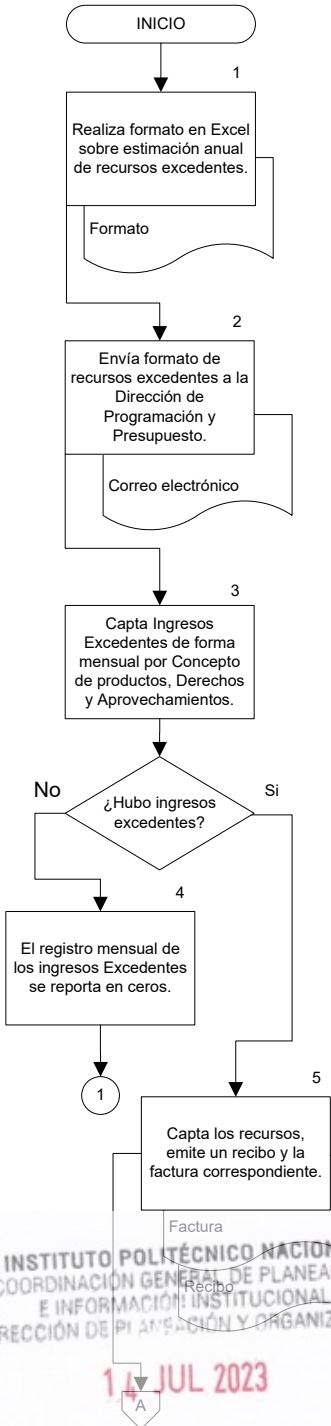 INICIO
1
Realiza formato en Excel
sobre estimación anual
de recursos excedentes.
Formato
2
Envía formato de
recursos excedentes a la
Dirección de
Programación y
Presupuesto.
Correo electrónico
3
Capta Ingresos
Excedentes de forma
mensual por Concepto
de productos, Derechos
y Aprovechamientos.
¿Hubo ingresos
excedentes?
No
Si
4
El registro mensual de
los ingresos Excedentes
se reporta en ceros.
1
5
Capta los recursos,
emite un recibo y la
factura correspondiente.
Factura
Recibo
INSTITUTO POLITÉCNICO NACION
COORDINACIÓN GENERAL DE PLANEA
E INFORMACIÓN INSTITUCIONAL
RECCIÓN DE PLANEACIÓN Y ORGANIZ
14 JUL 2023
A